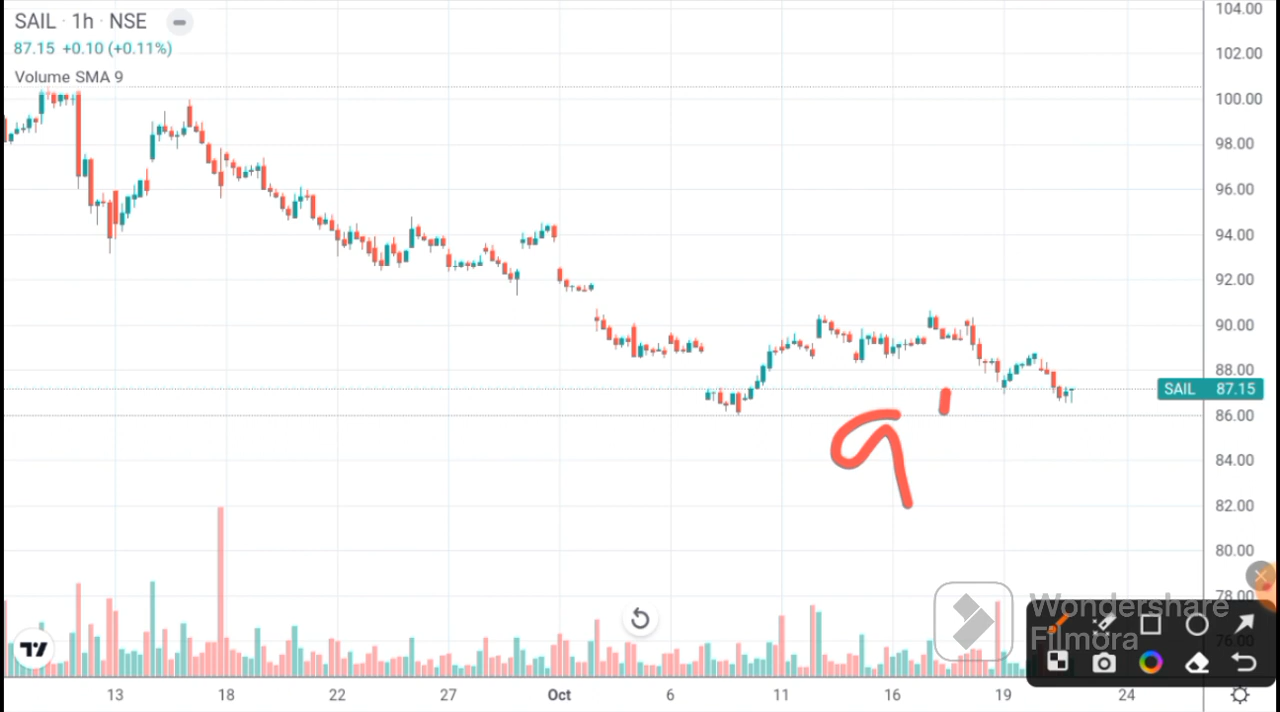 SAIL · 1h · NSE
87.15 +0.10 (+0.11%)
Volume SMA 9
104.00
102.00
100.00
98.00
96.00
94.00
92.00
90.00
88.00
SAIL 87.15
86.00
84.00
82.00
80.00
78.00
76.00
9
Wondershare
Filmora
13 18 22 27 Oct 6 11 16 19 24